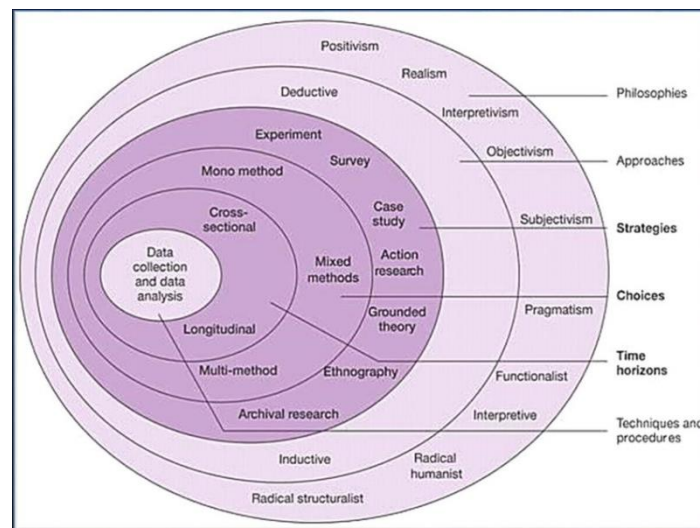 Positivism
Realism
Philosophies
Deductive
Interpretivism
Experiment
Objectivism
Approaches
Survey
Mono method
Case
study
Cross-
sectional
Subjectivism
Strategies
Data
collection
and data
analysis
Mixed
methods
Action
research
Choices
Grounded
theory
Pragmatism
Longitudinal
Time
horizons
Multi-method
Ethnography
Functionalist
Archival research
Interpretive
Techniques and
procedures
Inductive
Radical
humanist
Radical structuralist